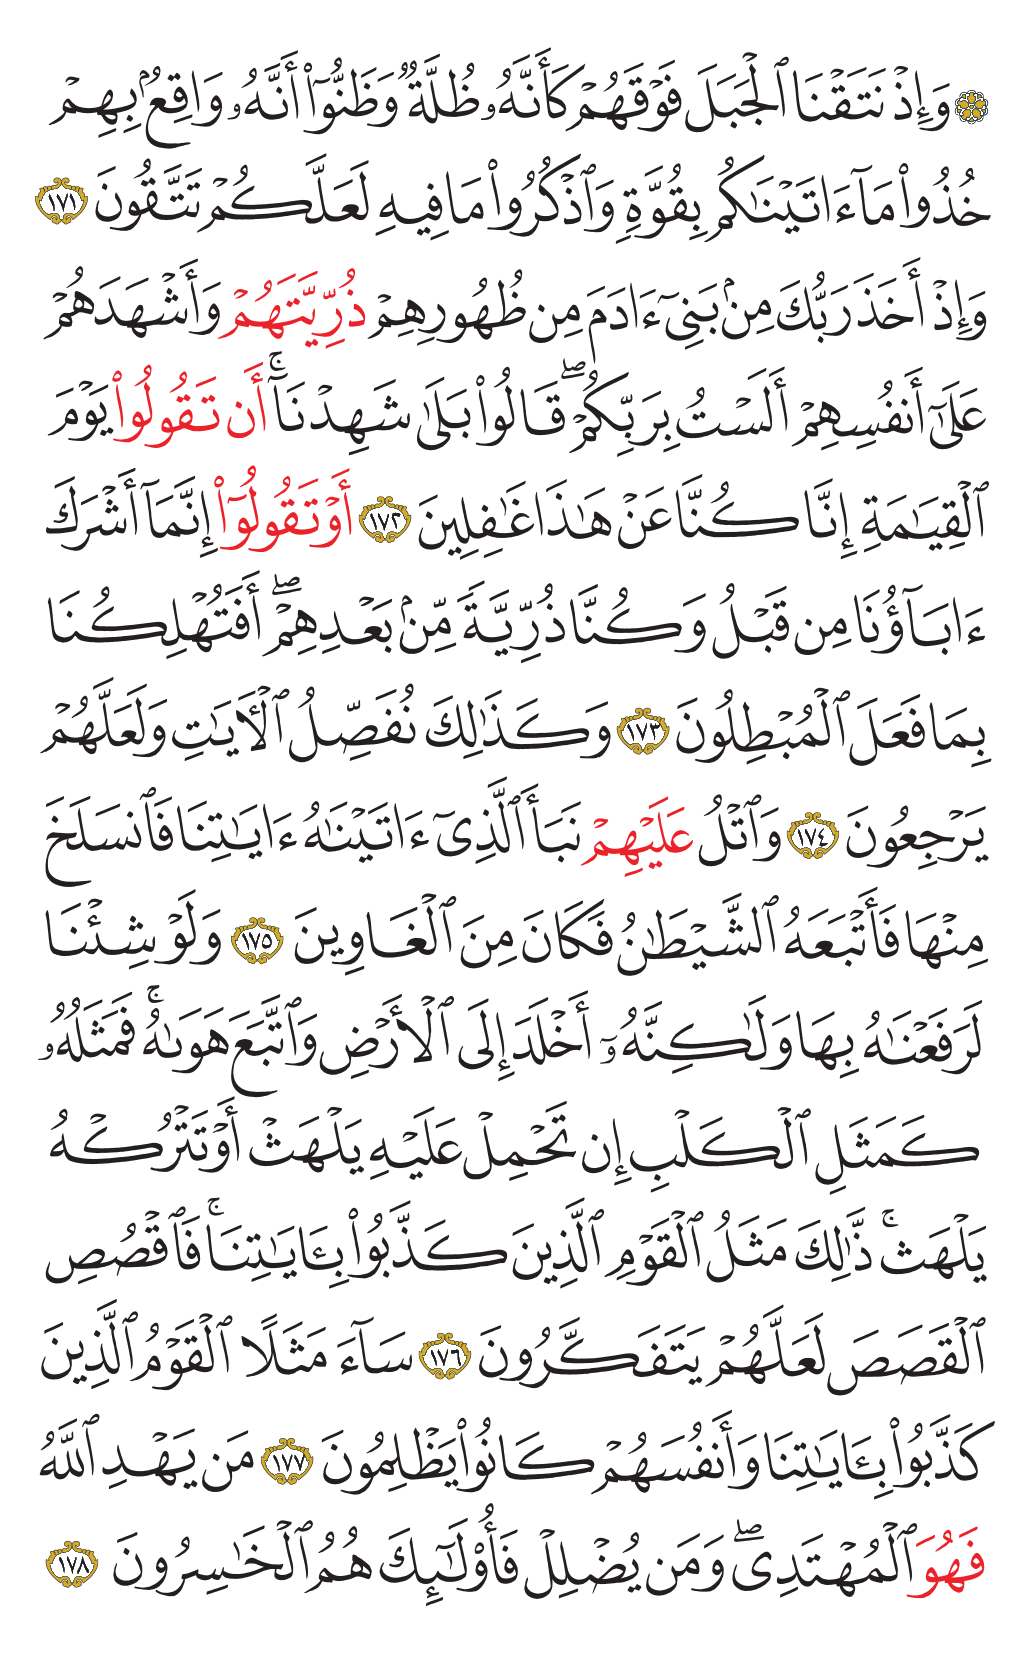 ۞ وَإِذۡ نَتَقۡنَا ٱلۡجَبَلَ فَوۡقَهُمۡ كَأَنَّهُۥ ظُلَّةٞ وَظَنُّوٓاْ أَنَّهُۥ وَاقِعُۢ بِهِمۡ
خُذُواْ مَآ ءَاتَيۡنَٰكُم بِقُوَّةٖ وَٱذۡكُرُواْ مَا فِيهِ لَعَلَّكُمۡ تَتَّقُونَ ١٧١
وَإِذۡ أَخَذَ رَبُّكَ مِنۢ بَنِيٓ ءَادَمَ مِن ظُهُورِهِمۡ ذُرِّيَّتَهُمۡ وَأَشۡهَدَهُمۡ
عَلَىٰٓ أَنفُسِهِمۡ أَلَسۡتُ بِرَبِّكُمۡۖ قَالُواْ بَلَىٰ شَهِدۡنَآۚ أَن تَقُولُواْ يَوۡمَ
ٱلۡقِيَٰمَةِ إِنَّا كُنَّا عَنۡ هَٰذَا غَٰفِلِينَ ١٧٢ أَوۡ تَقُولُوٓاْ إِنَّمَآ أَشۡرَكَ
ءَابَآؤُنَا مِن قَبۡلُ وَكُنَّا ذُرِّيَّةٗ مِّنۢ بَعۡدِهِمۡۖ أَفَتُهۡلِكُنَا
بِمَا فَعَلَ ٱلۡمُبۡطِلُونَ ١٧٣ وَكَذَٰلِكَ نُفَصِّلُ ٱلۡأٓيَٰتِ وَلَعَلَّهُمۡ
يَرۡجِعُونَ ١٧٤ وَٱتۡلُ عَلَيۡهِمۡ نَبَأَ ٱلَّذِيٓ ءَاتَيۡنَٰهُ ءَايَٰتِنَا فَٱنسَلَخَ
مِنۡهَا فَأَتۡبَعَهُ ٱلشَّيۡطَٰنُ فَكَانَ مِنَ ٱلۡغَاوِينَ ١٧٥ وَلَوۡ شِئۡنَا
لَرَفَعۡنَٰهُ بِهَا وَلَٰكِنَّهُۥٓ أَخۡلَدَ إِلَى ٱلۡأَرۡضِ وَٱتَّبَعَ هَوَىٰهُۚ فَمَثَلُهُۥ
كَمَثَلِ ٱلۡكَلۡبِ إِن تَحۡمِلۡ عَلَيۡهِ يَلۡهَثۡ أَوۡ تَتۡرُكۡهُ
يَلۡهَثۡۚ ذَّٰلِكَ مَثَلُ ٱلۡقَوۡمِ ٱلَّذِينَ كَذَّبُواْ بِـَٔايَٰتِنَاۚ فَٱقۡصُصِ
ٱلۡقَصَصَ لَعَلَّهُمۡ يَتَفَكَّرُونَ ١٧٦ سَآءَ مَثَلًا ٱلۡقَوۡمُ ٱلَّذِينَ
كَذَّبُواْ بِـَٔايَٰتِنَا وَأَنفُسَهُمۡ كَانُواْ يَظۡلِمُونَ ١٧٧ مَن يَهۡدِ ٱللَّهُ
فَهُوَ ٱلۡمُهۡتَدِيۖ وَمَن يُضۡلِلۡ فَأُوْلَٰٓئِكَ هُمُ ٱلۡخَٰسِرُونَ ١٧٨